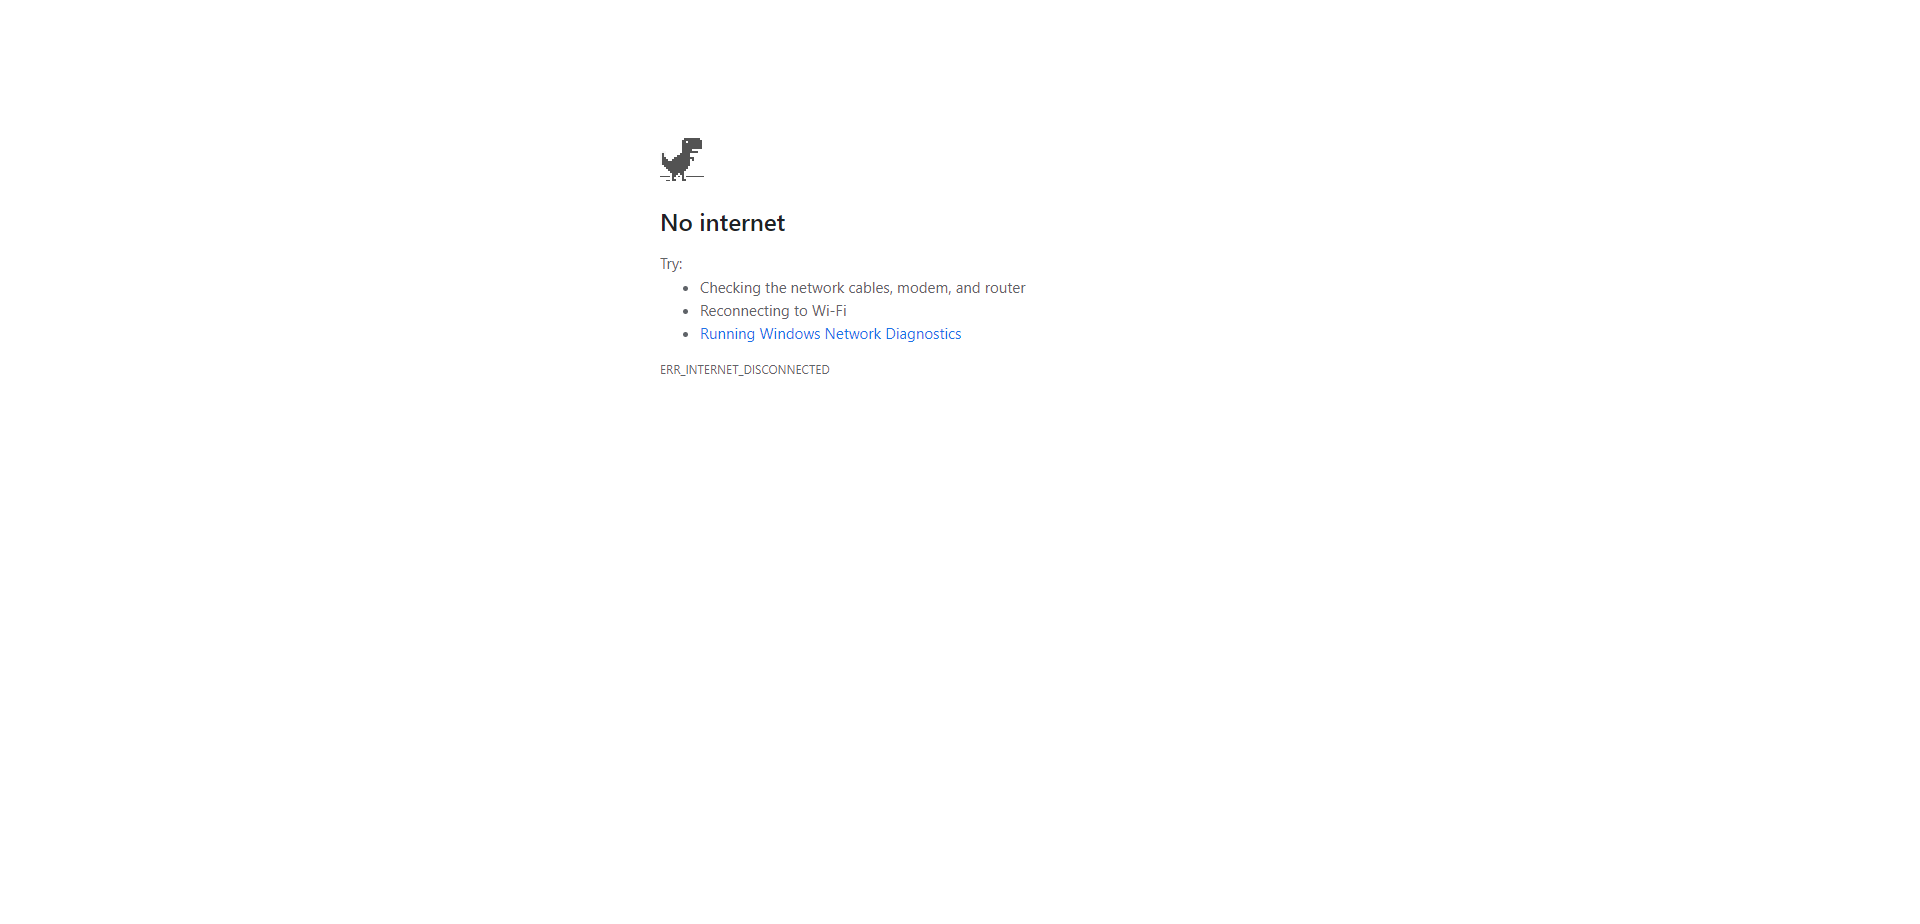 No internet
Try:
Checking the network cables, modem, and router
Reconnecting to Wi-Fi
Running Windows Network Diagnostics
ERR_INTERNET_DISCONNECTED